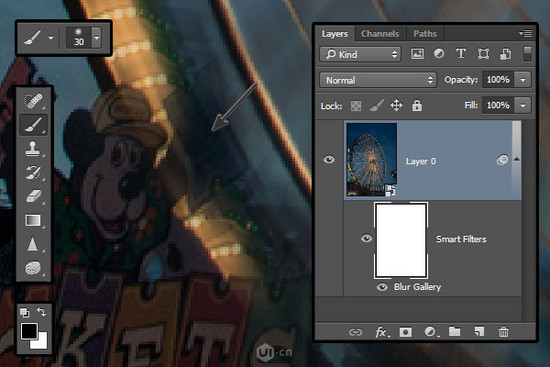 30
Layers Channels Paths
Kind
Normal Opacity: 100%
Lock: Fill: 100%
Layer 0
Smart Filters
Blur Gallery
fx
KETS
UI·cn